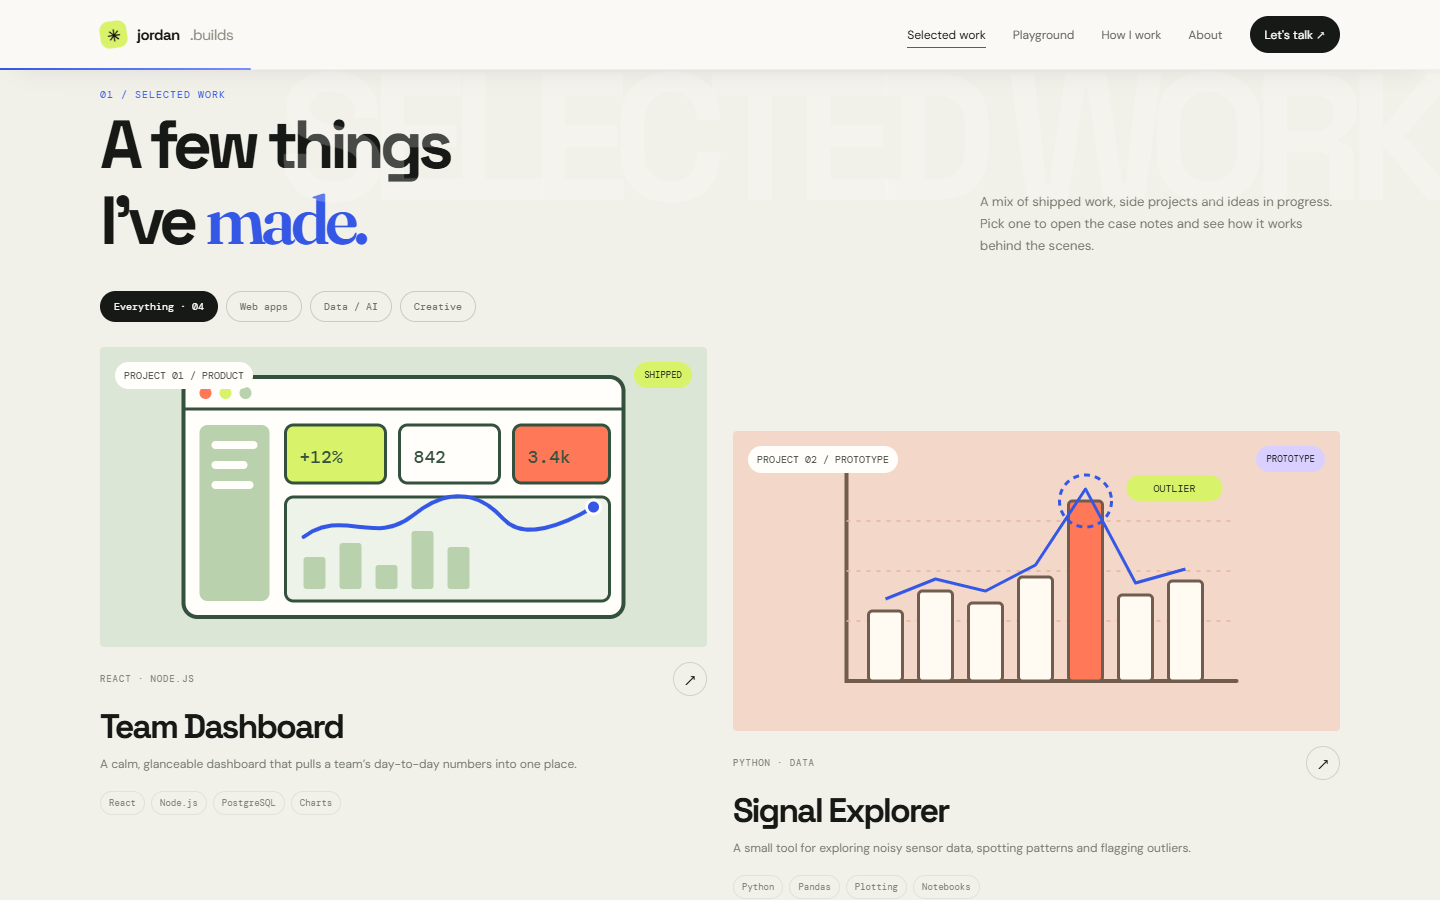 jordan .builds
Selected work
Playground
How I work
About
Let's talk ↗
SELECTED WORK
01 / SELECTED WORK
A few things
I’ve made.
A mix of shipped work, side projects and ideas in progress.
Pick one to open the case notes and see how it works
behind the scenes.
Everything · 04
Web apps
Data / AI
Creative
PROJECT 01 / PRODUCT
SHIPPED
+12%
842
3.4k
REACT · NODE.JS
↗
Team Dashboard
A calm, glanceable dashboard that pulls a team’s day-to-day numbers into one place.
React
Node.js
PostgreSQL
Charts
PROJECT 02 / PROTOTYPE
PROTOTYPE
OUTLIER
PYTHON · DATA
↗
Signal Explorer
A small tool for exploring noisy sensor data, spotting patterns and flagging outliers.
Python
Pandas
Plotting
Notebooks